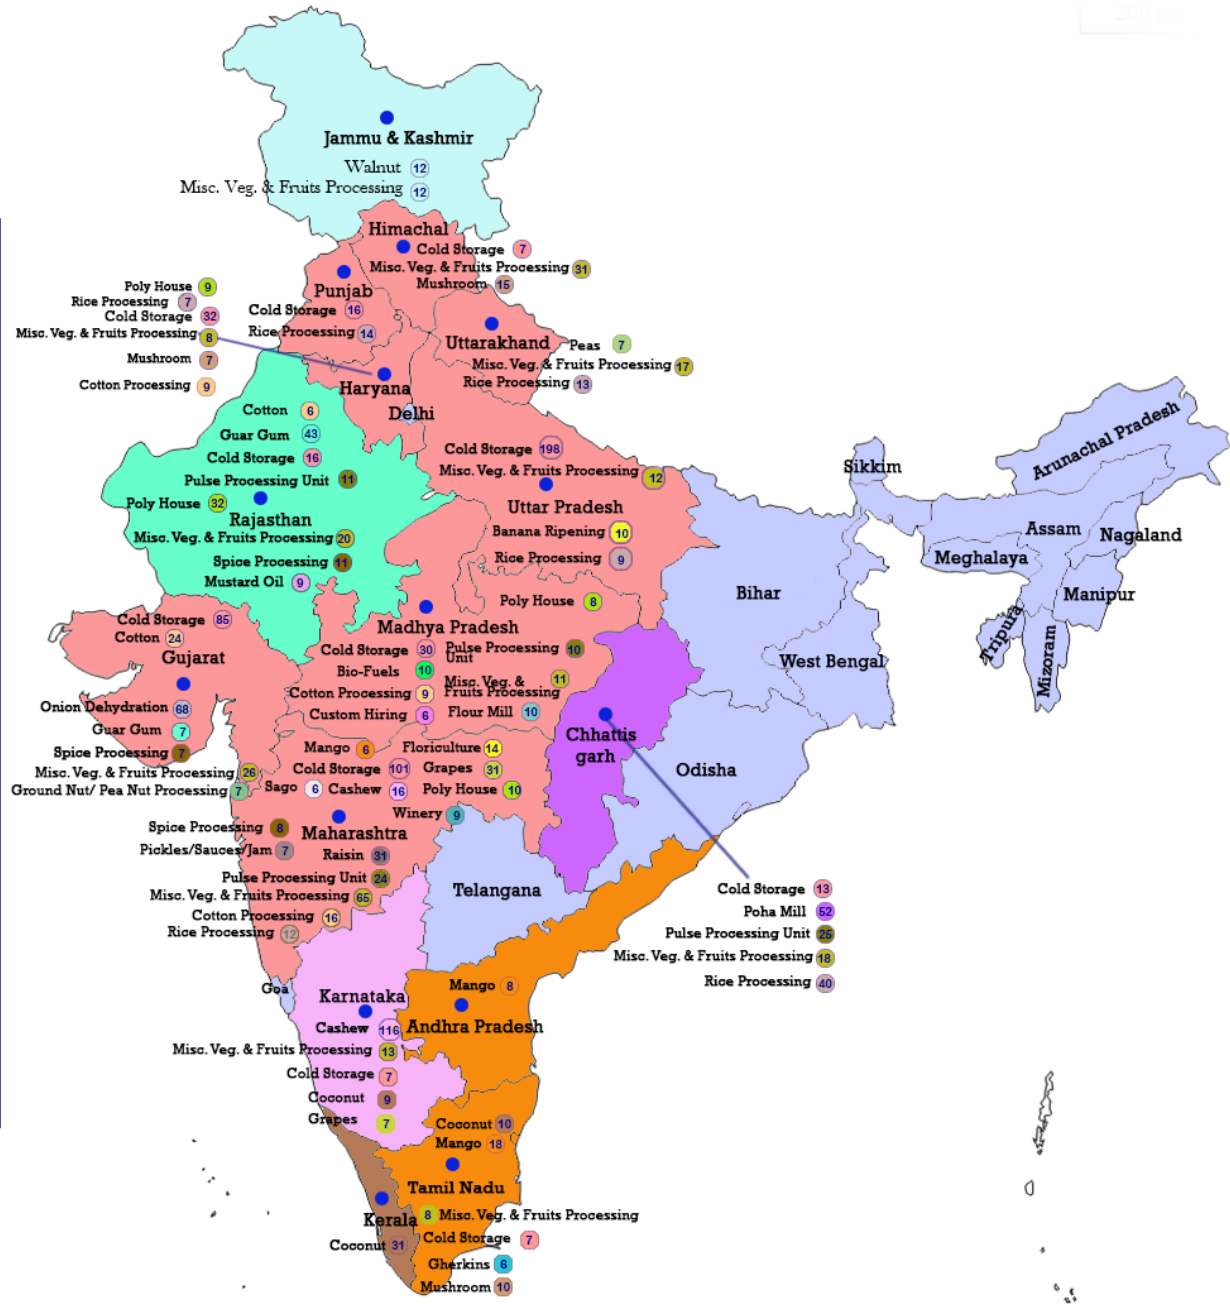 Jammu & Kashmir
Walnut 12
Misc. Veg. & Fruits Processing 12
Himachal
Cold Storage 7
Misc. Veg. & Fruits Processing 31
Mushroom 15
Punjab
Cold Storage 16
Rice Processing 14
Poly House 9
Rice Processing 7
Cold Storage 32
Misc. Veg. & Fruits Processing 8
Mushroom 7
Cotton Processing 9
Haryana
Delhi
Uttarakhand
Peas 7
Misc. Veg. & Fruits Processing 17
Rice Processing 13
Cotton 6
Guar Gum 43
Cold Storage 16
Pulse Processing Unit 11
Poly House 32
Rajasthan
Misc. Veg. & Fruits Processing 20
Spice Processing 11
Mustard Oil 9
Cold Storage 198
Misc. Veg. & Fruits Processing 12
Uttar Pradesh
Banana Ripening 10
Rice Processing 9
Poly House 8
Sikkim
Arunachal Pradesh
Assam
Nagaland
Meghalaya
Manipur
Tripura
Mizoram
Bihar
West Bengal
Cold Storage 85
Cotton 24
Gujarat
Onion Dehydration 68
Guar Gum 7
Spice Processing 7
Misc. Veg. & Fruits Processing 26
Ground Nut/ Pea Nut Processing 7
Madhya Pradesh
Cold Storage 30
Pulse Processing 10
Unit
Bio-Fuels 10
Misc. Veg. & 11
Fruits Processing
Cotton Processing 9
Custom Hiring 6
Flour Mill 10
Chhattis
garh
Odisha
Mango 6
Floriculture 14
Cold Storage 101
Grapes 31
Sago 6
Cashew 16
Poly House 10
Winery 9
Spice Processing 8
Maharashtra
Pickles/Sauces/Jam 7
Raisin 31
Pulse Processing Unit 24
Misc. Veg. & Fruits Processing 65
Cotton Processing 16
Rice Processing 12
Telangana
Cold Storage 13
Poha Mill 52
Pulse Processing Unit 25
Misc. Veg. & Fruits Processing 18
Rice Processing 40
Goa
Karnataka
Cashew 116
Misc. Veg. & Fruits Processing 13
Cold Storage 7
Coconut 9
Grapes 7
Mango 8
Andhra Pradesh
Coconut 10
Mango 18
Tamil Nadu
8 Misc. Veg. & Fruits Processing
Cold Storage 7
Gherkins 6
Mushroom 10
Kerala
Coconut 31